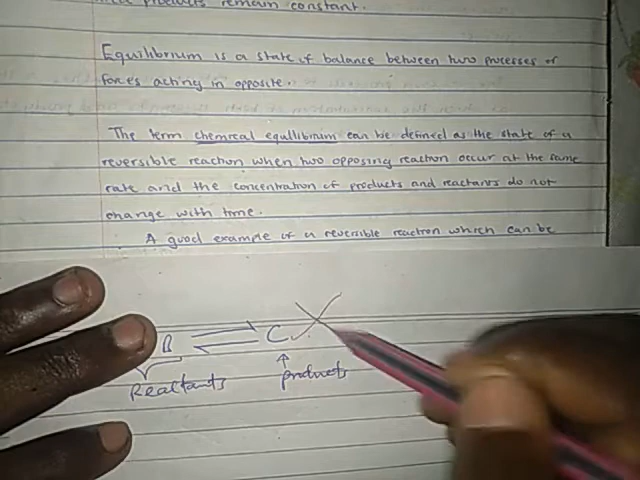 products remain constant.
Equilibrium is a state of balance between two processes or
forces acting in opposite.
The term chemical equilibrium can be defined as the state of a
reversible reaction when two opposing reaction occur at the same
rate and the concentration of products and reactants do not
change with time.
A good example of a reversible reaction which can be
B ⇌ C
Reactants
products